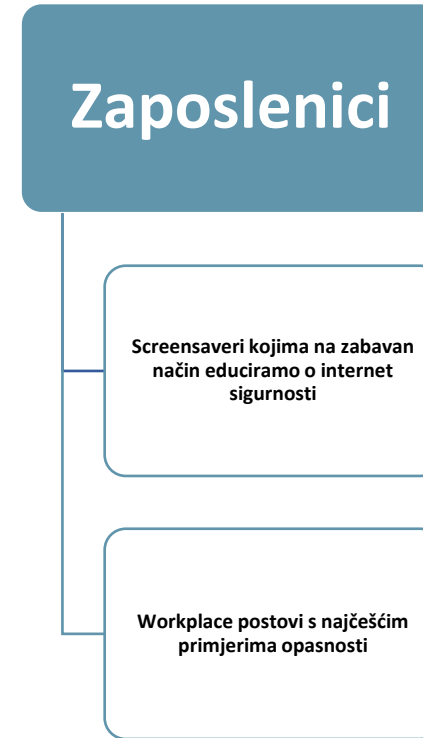 Zaposlenici
Screensaveri kojima na zabavan
način educiramo o internet
sigurnosti
Workplace postovi s najčešćim
primjerima opasnosti